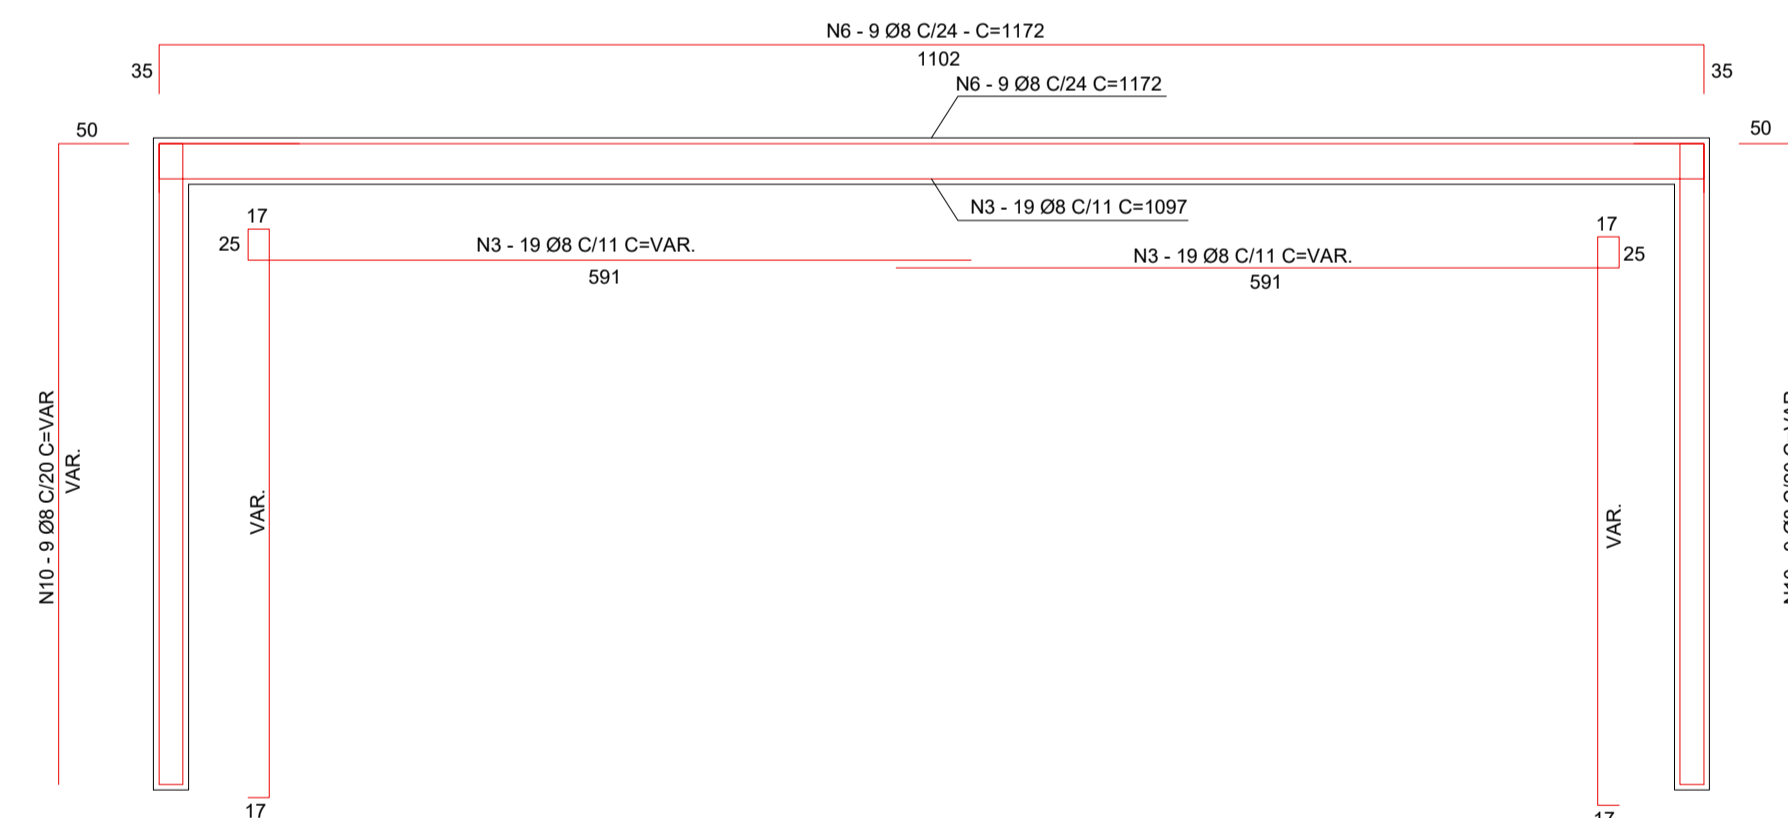 N6 - 9 Ø8 C/24 - C=1172
1102
35
35
N6 - 9 Ø8 C/24 C=1172
50
50
N3 - 19 Ø8 C/11 C=1097
17
25
N3 - 19 Ø8 C/11 C=VAR.
591
17
25
N3 - 19 Ø8 C/11 C=VAR.
591
N10 - 9 Ø8 C/20 C=VAR
VAR.
VAR.
VAR.
17
17